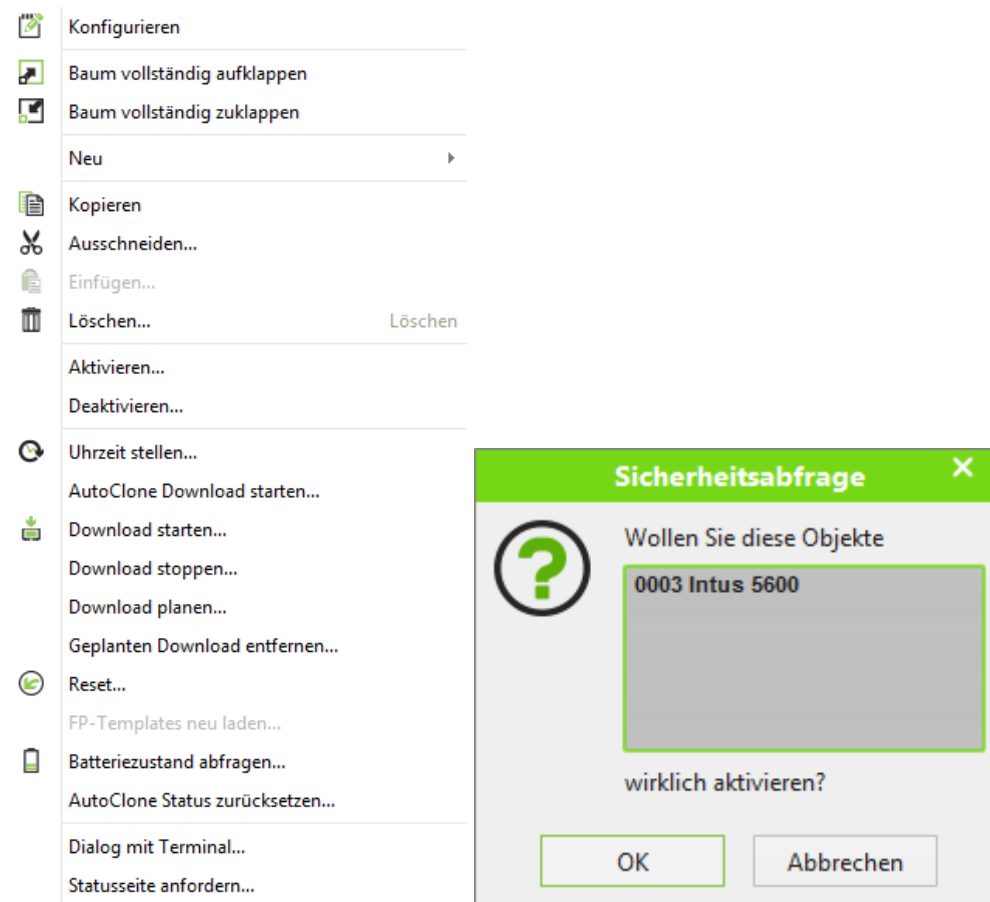 Konfigurieren
Baum vollständig aufklappen
Baum vollständig zuklappen
Neu
Kopieren
Ausschneiden...
Einfügen...
Löschen... Löschen
Aktivieren...
Deaktivieren...
Uhrzeit stellen...
AutoClone Download starten...
Download starten...
Download stoppen...
Download planen...
Geplanten Download entfernen...
Reset...
FP-Templates neu laden...
Batteriezustand abfragen...
AutoClone Status zurücksetzen...
Dialog mit Terminal...
Statusseite anfordern...
Sicherheitsabfrage
Wollen Sie diese Objekte
0003 Intus 5600
wirklich aktivieren?
OK Abbrechen